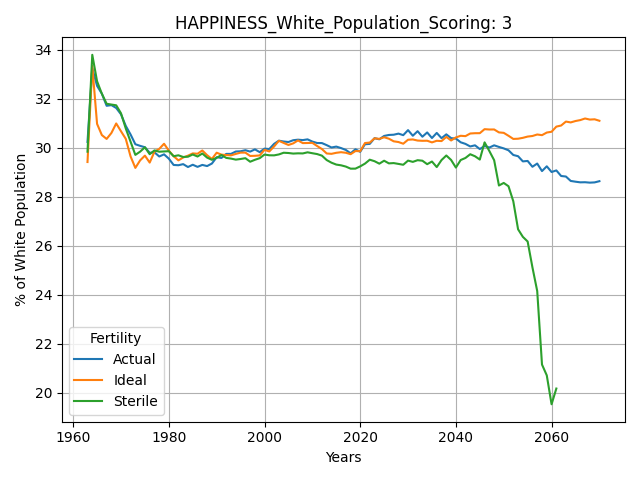 HAPPINESS_White_Population_Scoring: 3
34
32
30
28
26
24
22
20
% of White Population
Fertility
Actual
Ideal
Sterile
1960 1980 2000 2020 2040 2060
Years